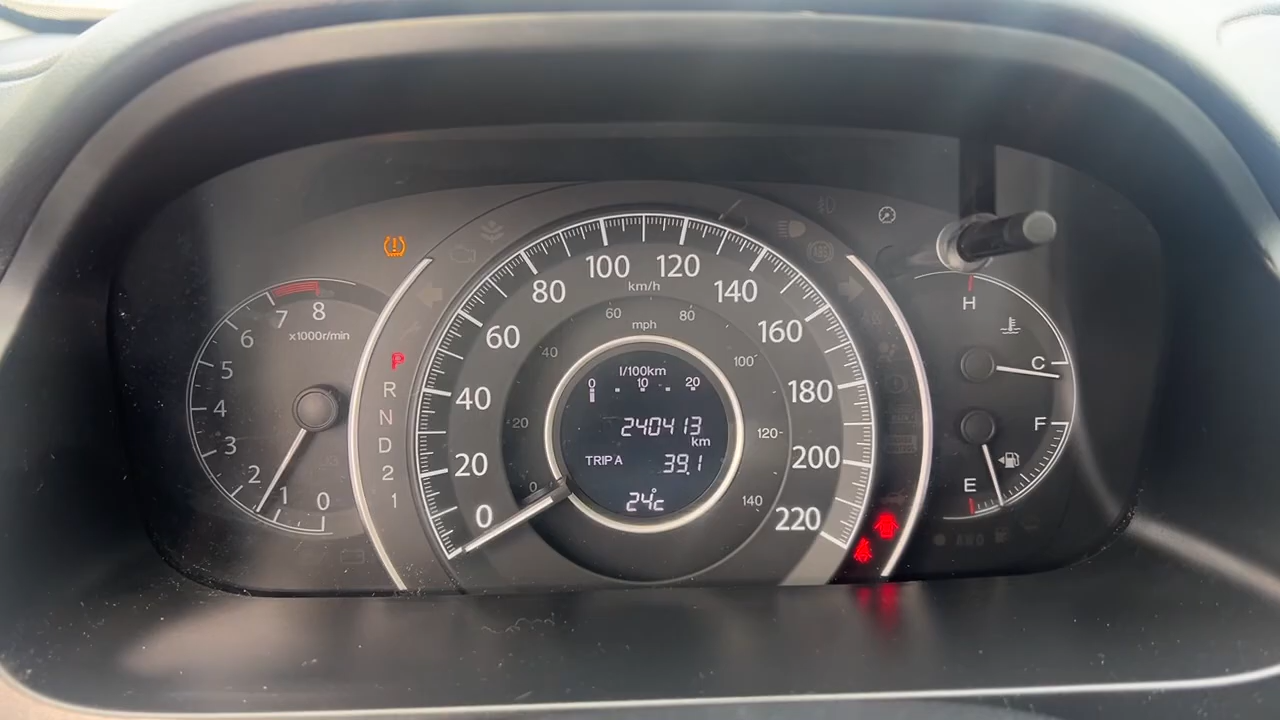 8
7
6
5
4
3
2
1
0
x1000r/min
P
R
N
D
2
1
0
20
40
60
80
100
120
140
160
180
200
220
km/h
mph
0
20
40
60
80
100
120
140
l/100km
0 10 20
240413
km
TRIP A 39.1
24°c
H
C
F
E